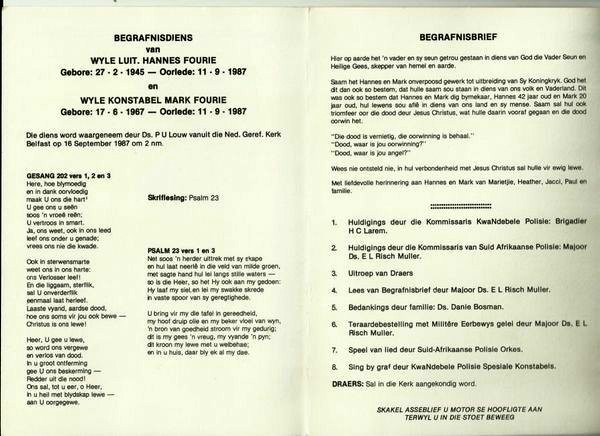 BEGRAFNISDIENS
van
WYLE LUIT. HANNES FOURIE
Gebore: 27 - 2 - 1945 — Oorlede: 11 - 9 - 1987
en
WYLE KONSTABEL MARK FOURIE
Gebore: 17 - 6 - 1967 — Oorlede: 11 - 9 - 1987
Die diens word waargeneem deur Ds. P U Louw vanuit die Ned. Geref. Kerk
Belfast op 16 September 1987 om 2 nm.
GESANG 202 vers 1, 2 en 3
Here, hoe blymoedig
en in dank oorvloedig
maak U ons die hart!
U gee ons u seën
soos 'n vroeë reën;
U vertroos in smart.
Ja, ons weet, ook in ons leed
leef ons onder u genade;
vrees ons nie die kwade.
Ook in sterwensmarte
weet ons in ons harte:
ons Verlosser leef!
En die liggaam, sterflik,
sal U onverderflik
eenmaal laat herleef.
Laaste vyand, aardse dood,
hoe ons soms vir jou ook bewe —
Christus is ons lewe!
Heer, U gee u lewe,
so word ons vergewe
en verlos van dood.
In u groot ontferming
gee U ons beskerming —
Redder uit die nood!
Ons sal, tot u eer, o Heer,
in u heil met blydskap lewe —
aan U oorgegewe.
Skriflesing: Psalm 23
PSALM 23 vers 1 en 3
Net soos 'n herder uittrek met sy skape
en hul laat neerlê in die veld van milde groen,
met sagte hand hul lei langs stille waters —
so is die Heer, so het Hy ook aan my gedoen:
Hy laaf my siel,en lei my swakke skrede
in vaste spoor van sy geregtighede.
U bring vir my die tafel in gereedheid,
my hoof druip olie en my beker vloei van wyn,
'n bron van goedheid stroom vir my gedurig;
dit is my gees 'n vreug, my vyande 'n pyn;
dit kroon my lewe met u welbehae;
en in u huis, daar bly ek al my dae.
BEGRAFNISBRIEF
Hier op aarde het 'n vader en sy seun getrou gestaan in diens van God die Vader Seun en
Heilige Gees, skepper van hemel en aarde.
Saam het Hannes en Mark onverpoosd gewerk tot uitbreiding van Sy Koningkryk. God het
dit dan ook so bestem, dat hulle saam sou staan in diens van ons volk en Vaderland. Dit
was ook so bestem dat Hannes en Mark dig bymekaar, Hannes 42 jaar oud en Mark 20
jaar oud, hul lewens sou aflê in diens van ons land en sy mense. Saam sal hul ook
triomfeer oor die dood deur Jesus Christus, wat hulle daarin vooraf gegaan en die dood
oorwin het.
"Die dood is vernietig, die oorwinning is behaal."
"Dood, waar is jou oorwinning?"
"Dood, waar is jou angel?"
Wees nie ontsteld nie, in hul verbondenheid met Jesus Christus sal hulle vir ewig lewe.
Met liefdevolle herinnering aan Hannes en Mark van Marietjie, Heather, Jacci, Paul en
familie.
1. Huldigings deur die Kommissaris KwaNdebele Polisie: Brigadier
H C Larem.
2. Huldigings deur die Kommissaris van Suid Afrikaanse Polisie: Majoor
Ds. E L Risch Muller.
3. Uitroep van Draers
4. Lees van Begrafnisbrief deur Majoor Ds. E L Risch Muller.
5. Bedankings deur familie: Ds. Danie Bosman.
6. Teraardebestelling met Militêre Eerbewys gelei deur Majoor Ds. E L
Risch Muller.
7. Speel van lied deur Suid-Afrikaanse Polisie Orkes.
8. Sing by graf deur KwaNdebele Polisie Spesiale Konstabels.
DRAERS: Sal in die Kerk aangekondig word.
SKAKEL ASSEBLIEF U MOTOR SE HOOFLIGTE AAN
TERWYL U IN DIE STOET BEWEEG